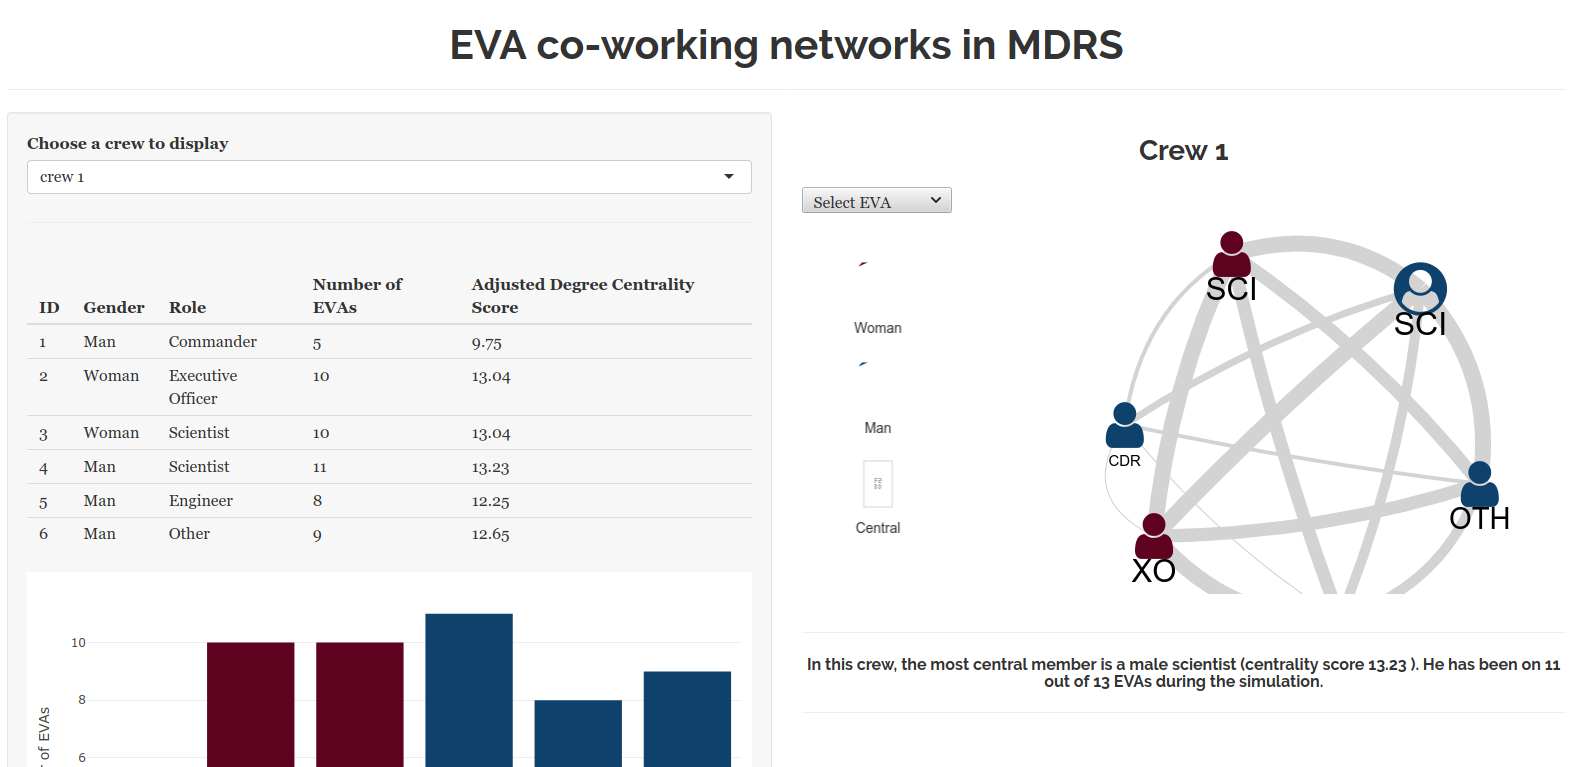 EVA co-working networks in MDRS
Choose a crew to display
crew 1
ID Gender Role Number of EVAs Adjusted Degree Centrality Score
1 Man Commander 5 9.75
2 Woman Executive Officer 10 13.04
3 Woman Scientist 10 13.04
4 Man Scientist 11 13.23
5 Man Engineer 8 12.25
6 Man Other 9 12.65
10
8
6
of EVAs
Crew 1
Select EVA
Woman
Man
Central
SCI
SCI
CDR
OTH
XO
In this crew, the most central member is a male scientist (centrality score 13.23 ). He has been on 11
out of 13 EVAs during the simulation.